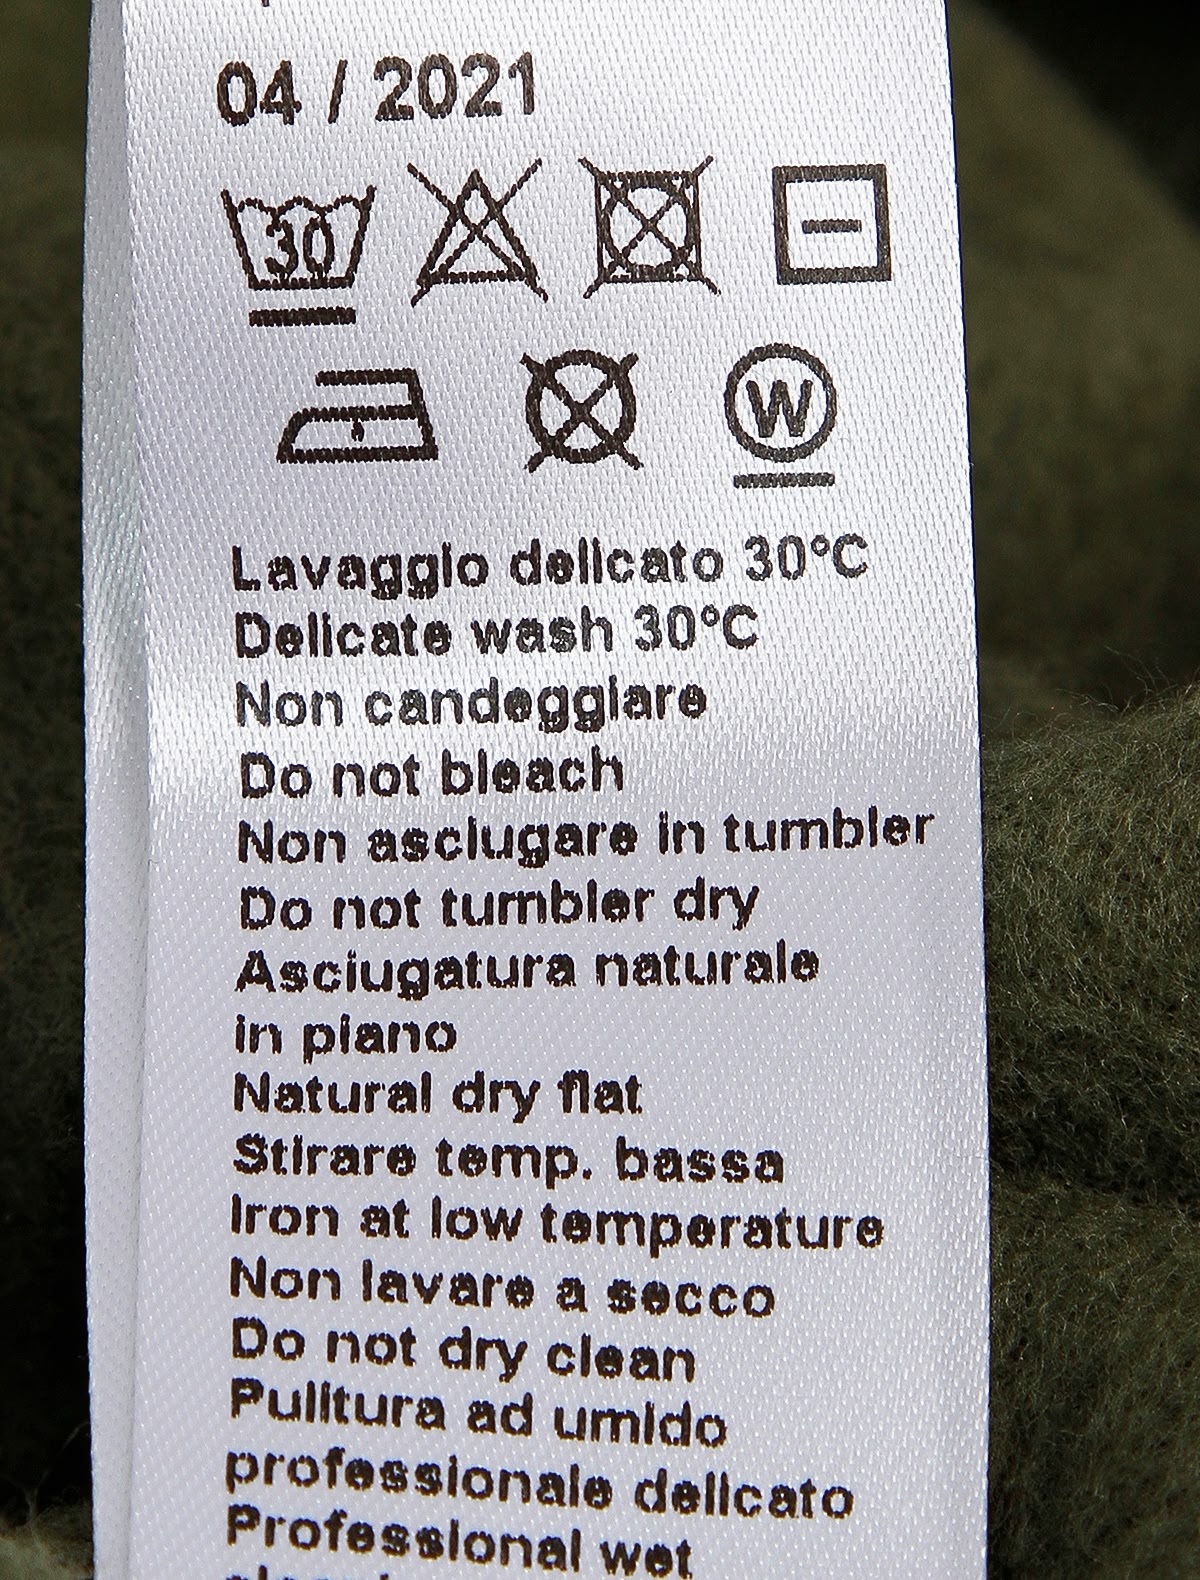 04 / 2021
30
W
Lavaggio delicato 30°C
Delicate wash 30°C
Non candeggiare
Do not bleach
Non asciugare in tumbler
Do not tumbler dry
Asciugatura naturale
in piano
Natural dry flat
Stirare temp. bassa
Iron at low temperature
Non lavare a secco
Do not dry clean
Pulitura ad umido
professionale delicato
Professional wet